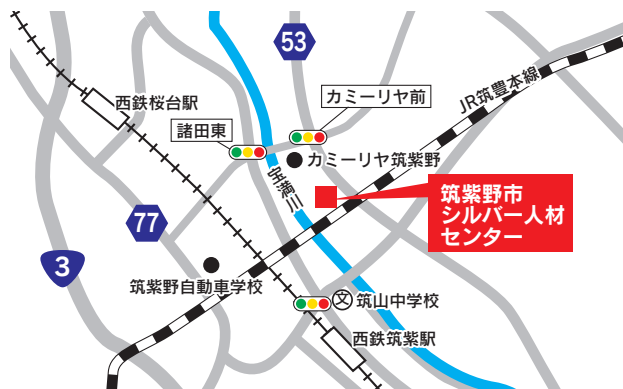 53
西鉄桜台駅
カミーリヤ前
JR筑豊本線
諸田東
カミーリヤ筑紫野
宝満川
筑紫野市
シルバー人材
センター
77
3
筑紫野自動車学校
文
筑山中学校
西鉄筑紫駅